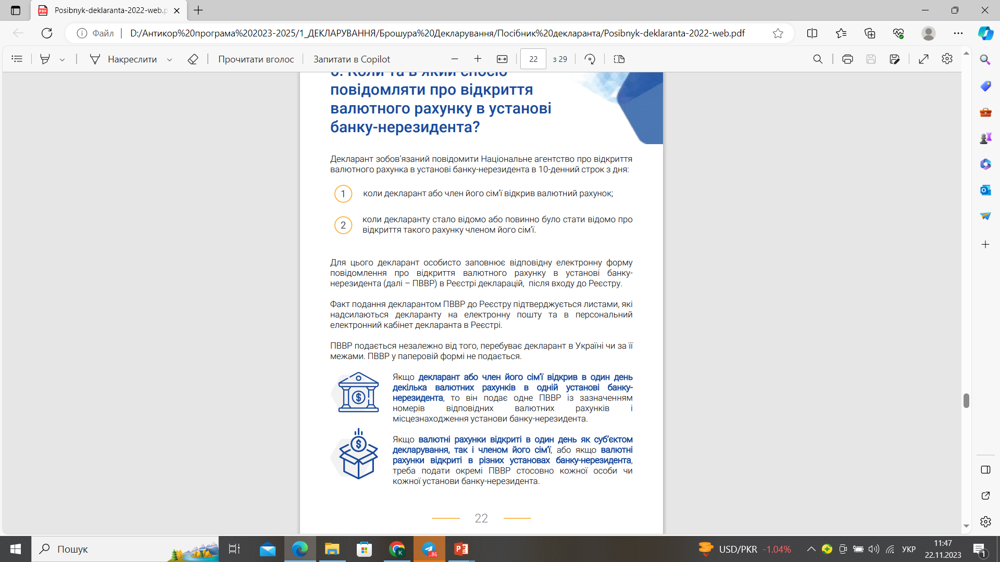 Posibnyk-deklaranta-2022-web.p
Файл
D:/Антикор%20програма%202023-2025/1_ДЕКЛАРУВАННЯ/Брошура%20Декларування/Посібник%20декларанта/Posibnyk-deklaranta-2022-web.pdf
Накреслити
Прочитати вголос
Запитати в Copilot
22
з 29
6. Коли та в який спосіб
повідомляти про відкриття
валютного рахунку в установі
банку-нерезидента?
Декларант зобов’язаний повідомити Національне агентство про відкриття
валютного рахунка в установі банку-нерезидента в 10-денний строк з дня:
1 коли декларант або член його сім’ї відкрив валютний рахунок;
2 коли декларанту стало відомо або повинно було стати відомо про
відкриття такого рахунку членом його сім’ї.
Для цього декларант особисто заповнює відповідну електронну форму
повідомлення про відкриття валютного рахунку в установі банку-
нерезидента (далі – ПВВР) в Реєстрі декларацій, після входу до Реєстру.
Факт подання декларантом ПВВР до Реєстру підтверджується листами, які
надсилаються декларанту на електронну пошту та в персональний
електронний кабінет декларанта в Реєстрі.
ПВВР подається незалежно від того, перебуває декларант в Україні чи за її
межами. ПВВР у паперовій формі не подається.
Якщо декларант або член його сім’ї відкрив в один день
декілька валютних рахунків в одній установі банку-
нерезидента, то він подає одне ПВВР із зазначенням
номерів відповідних валютних рахунків і
місцезнаходження установи банку-нерезидента.
Якщо валютні рахунки відкриті в один день як суб’єктом
декларування, так і членом його сім’ї, або якщо валютні
рахунки відкриті в різних установах банку-нерезидента,
треба подати окремі ПВВР стосовно кожної особи чи
кожної установи банку-нерезидента.
22
Пошук
..86
USD/PKR -1.04%
УКР
11:47
22.11.2023
1